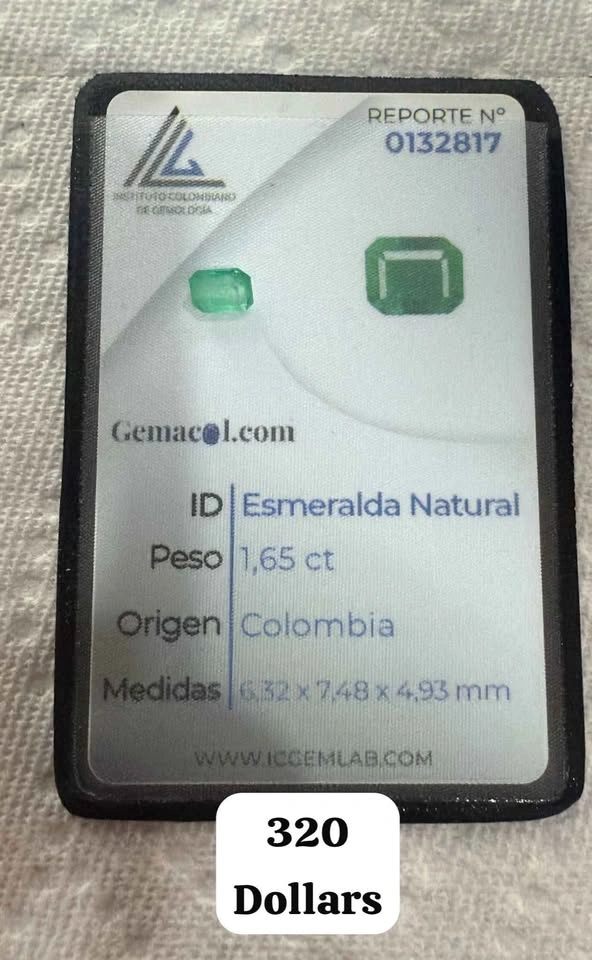 REPORTE Nº
0132817
INSTITUTO COLOMBIANO
DE GEMOLOGÍA
Gemacol.com
ID Esmeralda Natural
Peso 1,65 ct
Origen Colombia
Medidas 6,32 x 7,48 x 4,93 mm
WWW.ICGEMLAB.COM
320
Dollars